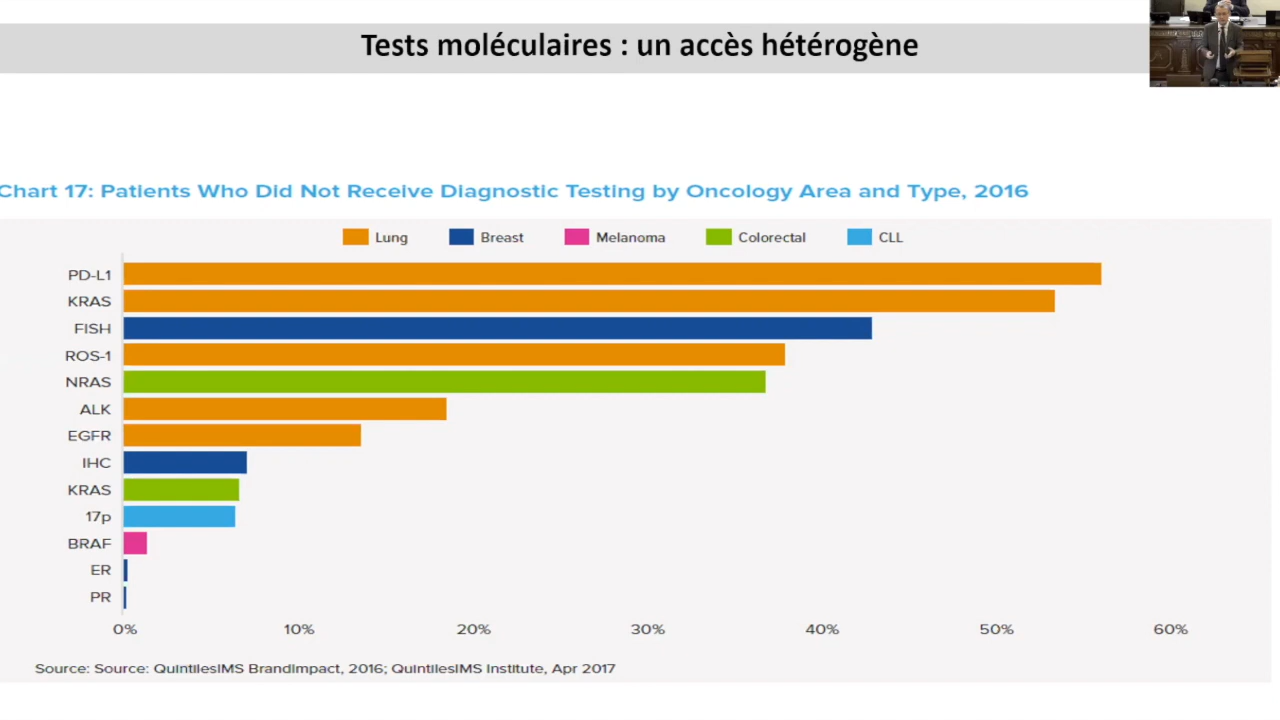 Tests moléculaires : un accès hétérogène
Chart 17: Patients Who Did Not Receive Diagnostic Testing by Oncology Area and Type, 2016
Lung Breast Melanoma Colorectal CLL
PD-L1
KRAS
FISH
ROS-1
NRAS
ALK
EGFR
IHC
KRAS
17p
BRAF
ER
PR
0% 10% 20% 30% 40% 50% 60%
Source: Source: QuintilesIMS BrandImpact, 2016; QuintilesIMS Institute, Apr 2017